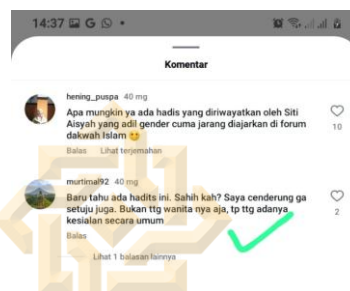 14:37
Komentar
hening_puspa 40 mg
Apa mungkin ya ada hadis yang diriwayatkan oleh Siti
Aisyah yang adil gender cuma jarang diajarkan di forum
dakwah Islam
10
Balas Lihat terjemahan
murtimal92 40 mg
Baru tahu ada hadits ini. Sahih kah? Saya cenderung ga
setuju juga. Bukan ttg wanita nya aja, tp ttg adanya
kesialan secara umum
2
Balas
Lihat 1 balasan lainnya